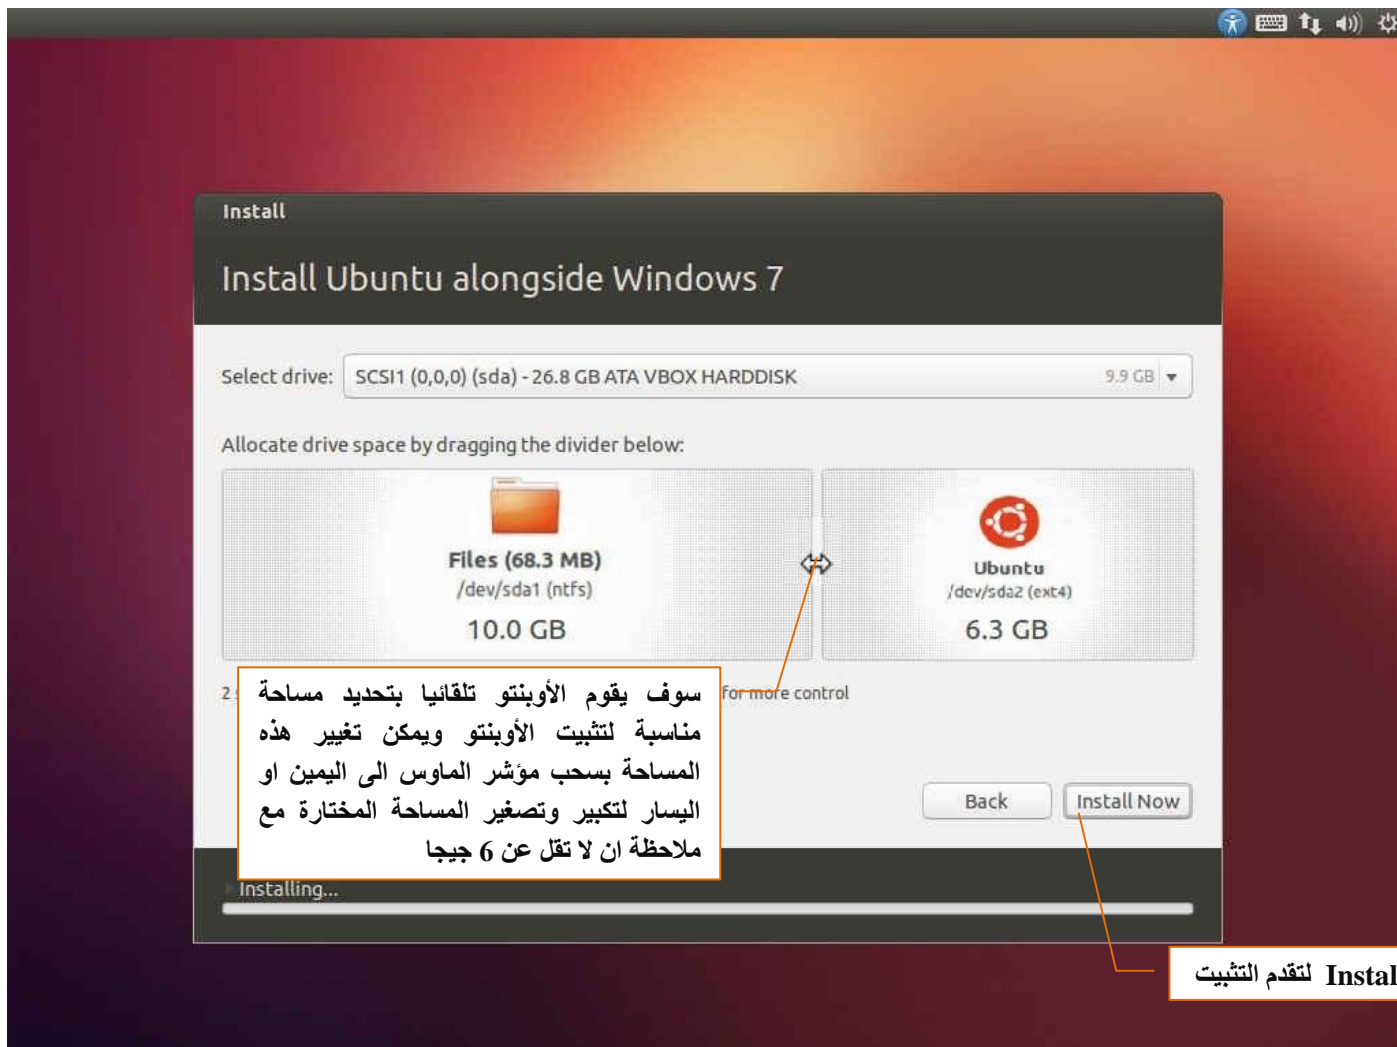 Install
Install Ubuntu alongside Windows 7
Select drive: SCSI1 (0,0,0) (sda) - 26.8 GB ATA VBOX HARDDISK 9.9 GB
Allocate drive space by dragging the divider below:
Files (68.3 MB)
/dev/sda1 (ntfs)
10.0 GB
Ubuntu
/dev/sda2 (ext4)
6.3 GB
2
for more control
سوف يقوم الأوبنتو تلقائيا بتحديد مساحة
مناسبة لتثبيت الأوبنتو ويمكن تغيير هذه
المساحة بسحب مؤشر الماوس الى اليمين او
اليسار لتكبير وتصغير المساحة المختارة مع
ملاحظة ان لا تقل عن 6 جيجا
Back
Install Now
Installing...
لتقدم التثبيت